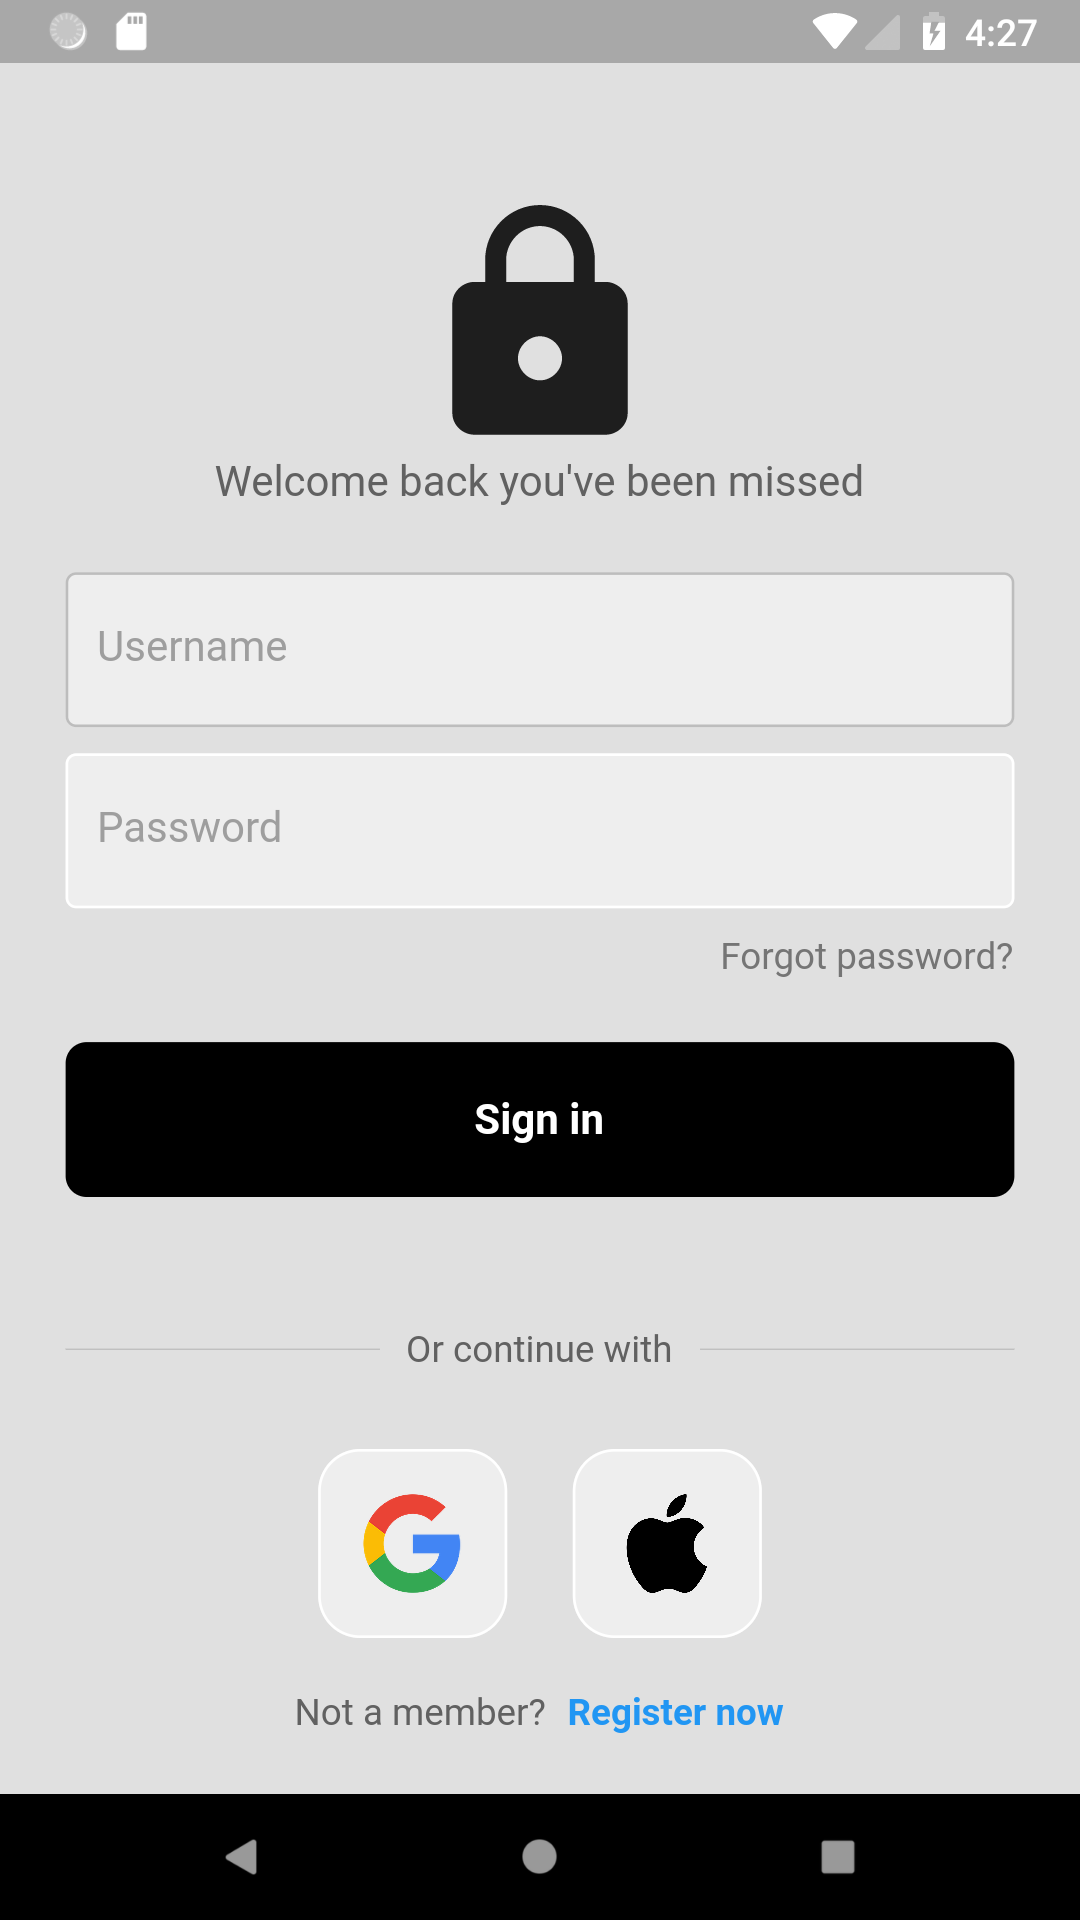 4:27
Welcome back you've been missed
Username
Password
Forgot password?
Sign in
Or continue with
Not a member? Register now